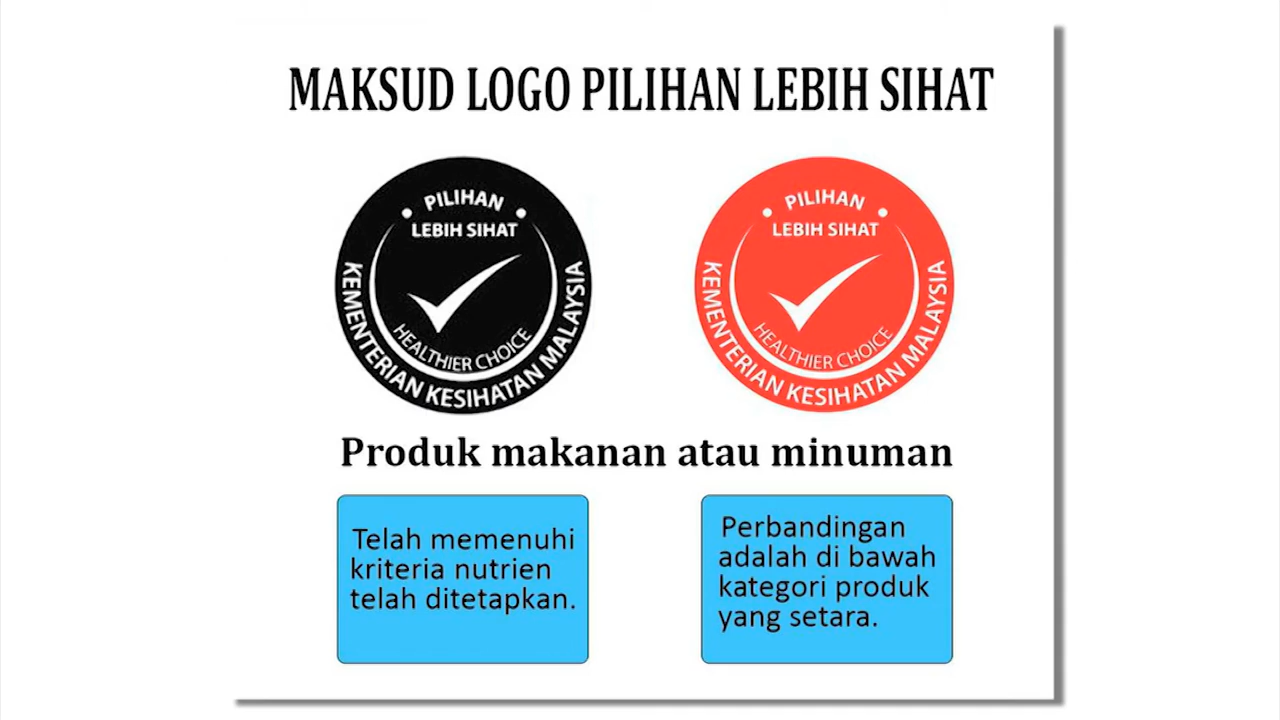 MAKSUD LOGO PILIHAN LEBIH SIHAT
PILIHAN
LEBIH SIHAT
HEALTHIER CHOICE
KEMENTERIAN KESIHATAN MALAYSIA
PILIHAN
LEBIH SIHAT
HEALTHIER CHOICE
KEMENTERIAN KESIHATAN MALAYSIA
Produk makanan atau minuman
Telah memenuhi
kriteria nutrien
telah ditetapkan.
Perbandingan
adalah di bawah
kategori produk
yang setara.